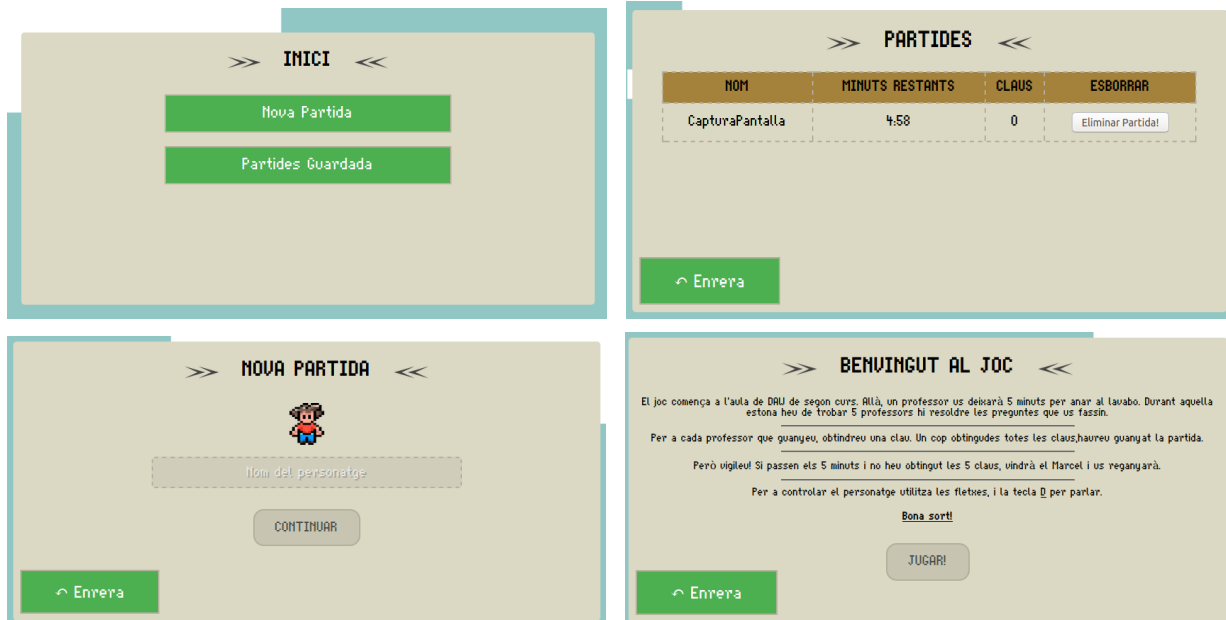 >> INICI <<
Nova Partida
Partides Guardada
>> PARTIDES <<
NOM MINUTS RESTANTS CLAUS ESBORRAR
CapturaPantalla 4:58 0 Eliminar Partida!
↶ Enrera
>> NOVA PARTIDA <<
Nom del personatge
CONTINUAR
↶ Enrera
>> BENVINGUT AL JOC <<
El joc comença a l'aula de DAW de segon curs. Allà, un professor us deixarà 5 minuts per anar al lavabo. Durant aquella
estona heu de trobar 5 professors hi resoldre les preguntes que us fassin.
Per a cada professor que guanyeu, obtindreu una clau. Un cop obtingudes totes les claus,haureu guanyat la partida.
Però vigileu! Si passen els 5 minuts i no heu obtingut les 5 claus, vindrà el Marcel i us reganyarà.
Per a controlar el personatge utilitza les fletxes, i la tecla D per parlar.
Bona sort!
JUGAR!
↶ Enrera